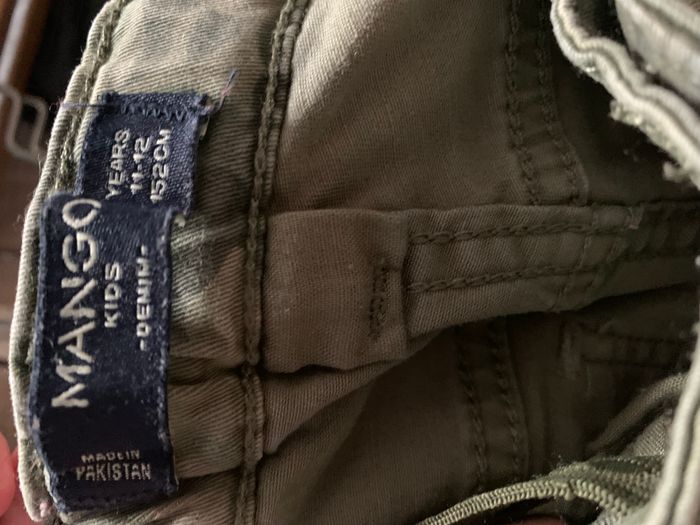 MANGO
KIDS
-DENIM-
MADE IN
PAKISTAN
YEARS
11-12
152CM